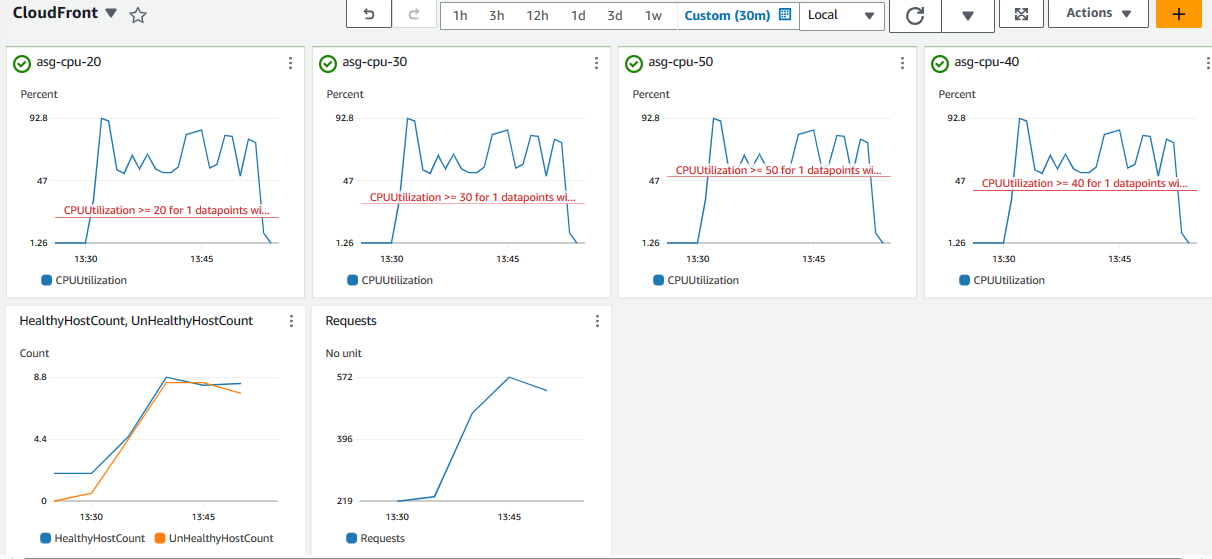 CloudFront
1h 3h 12h 1d 3d 1w Custom (30m) Local Actions +
asg-cpu-20
Percent
92.8
47
1.26
CPUUtilization >= 20 for 1 datapoints wi...
13:30 13:45
CPUUtilization
asg-cpu-30
Percent
92.8
47
1.26
CPUUtilization >= 30 for 1 datapoints wi...
13:30 13:45
CPUUtilization
asg-cpu-50
Percent
92.8
47
1.26
CPUUtilization >= 50 for 1 datapoints wi...
13:30 13:45
CPUUtilization
asg-cpu-40
Percent
92.8
47
1.26
CPUUtilization >= 40 for 1 datapoints wi...
13:30 13:45
CPUUtilization
HealthyHostCount, UnHealthyHostCount
Count
8.8
4.4
0
13:30 13:45
HealthyHostCount UnHealthyHostCount
Requests
No unit
572
396
219
13:30 13:45
Requests